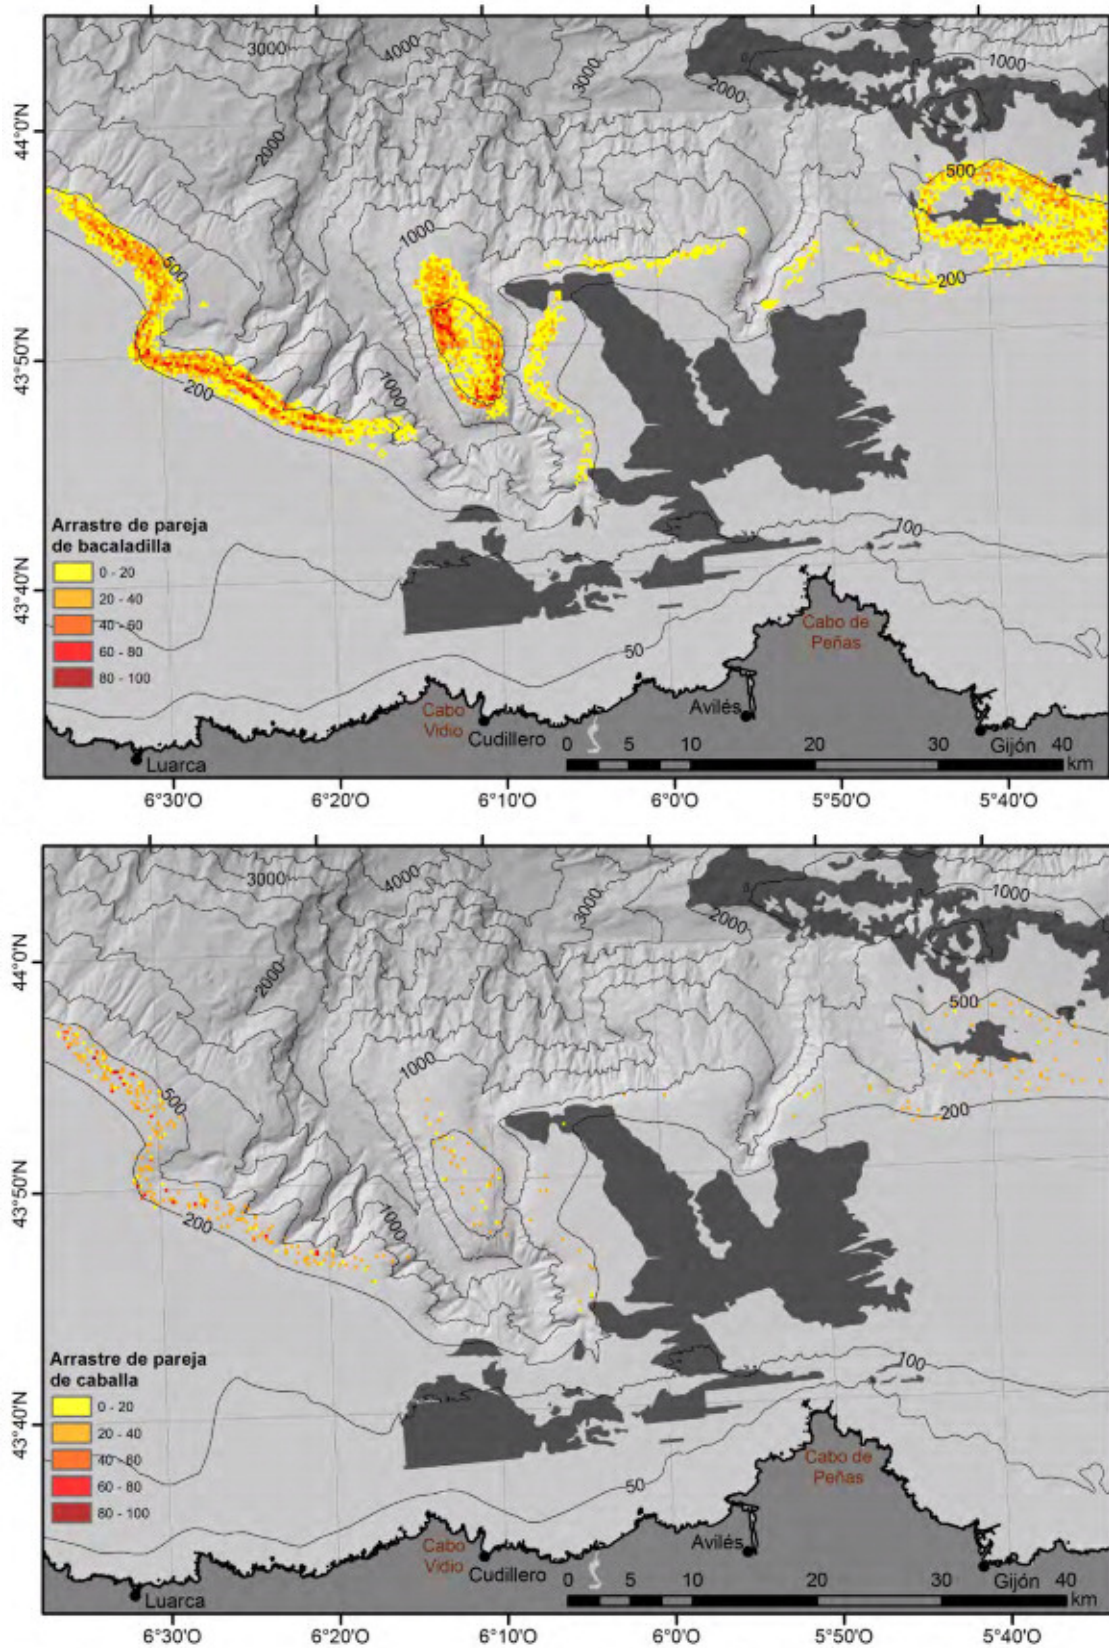 3000
4000
3000
2000
1000
2000
44°0'N
500
1000
500
200
43°50'N
200
1000
Arrastre de pareja
de bacaladilla
0 - 20
20 - 40
40 - 60
60 - 80
80 - 100
100
43°40'N
Cabo de
Peñas
50
Cabo
Vidio
Cudillero
Avilés
Luarca
Gijón
0 5 10 20 30 40
km
6°30'O 6°20'O 6°10'O 6°0'O 5°50'O 5°40'O
3000
4000
3000
2000
1000
2000
44°0'N
500
1000
500
200
43°50'N
200
1000
Arrastre de pareja
de caballa
0 - 20
20 - 40
40 - 60
60 - 80
80 - 100
100
43°40'N
Cabo de
Peñas
50
Cabo
Vidio
Cudillero
Avilés
Luarca
Gijón
0 5 10 20 30 40
km
6°30'O 6°20'O 6°10'O 6°0'O 5°50'O 5°40'O